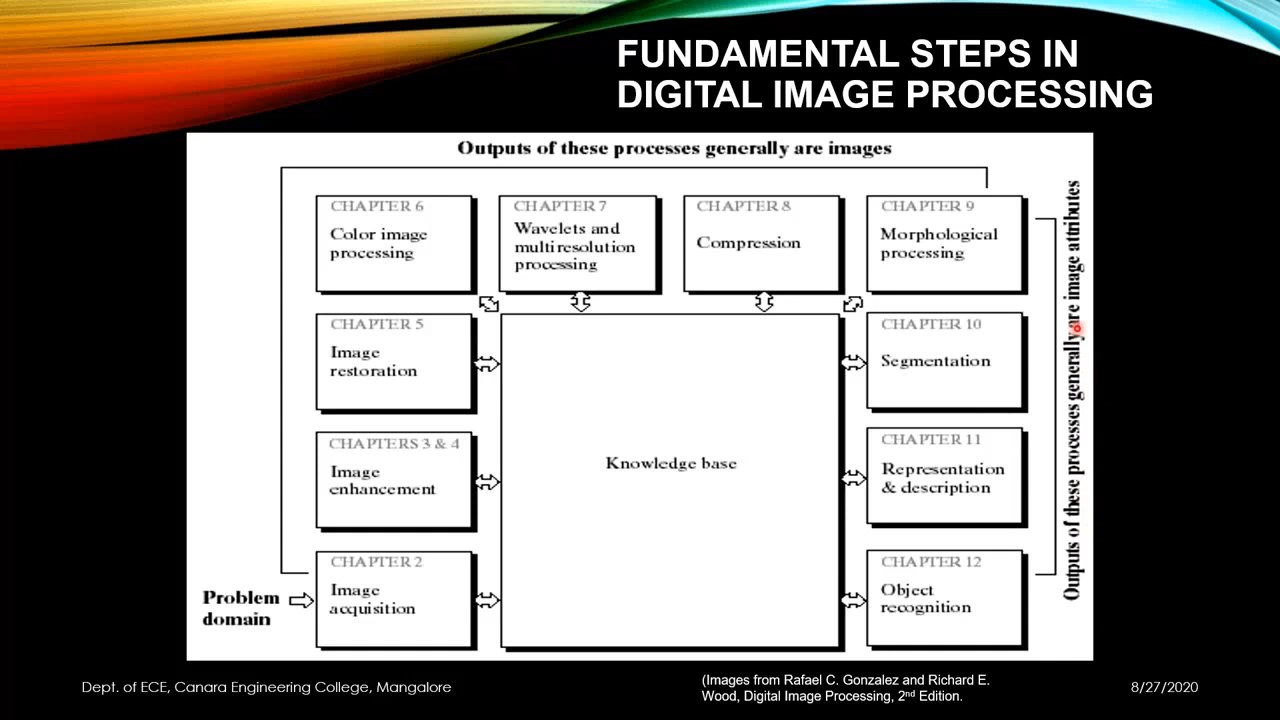 FUNDAMENTAL STEPS IN
DIGITAL IMAGE PROCESSING
Outputs of these processes generally are images
CHAPTER 6
Color image
processing
CHAPTER 7
Wavelets and
multiresolution
processing
CHAPTER 8
Compression
CHAPTER 9
Morphological
processing
CHAPTER 5
Image
restoration
CHAPTERS 3 & 4
Image
enhancement
CHAPTER 2
Image
acquisition
Problem
domain
Knowledge base
CHAPTER 10
Segmentation
CHAPTER 11
Representation
& description
CHAPTER 12
Object
recognition
Outputs of these processes generally are image attributes
Dept. of ECE, Canara Engineering College, Mangalore
(Images from Rafael C. Gonzalez and Richard E.
Wood, Digital Image Processing, 2nd Edition.
8/27/2020